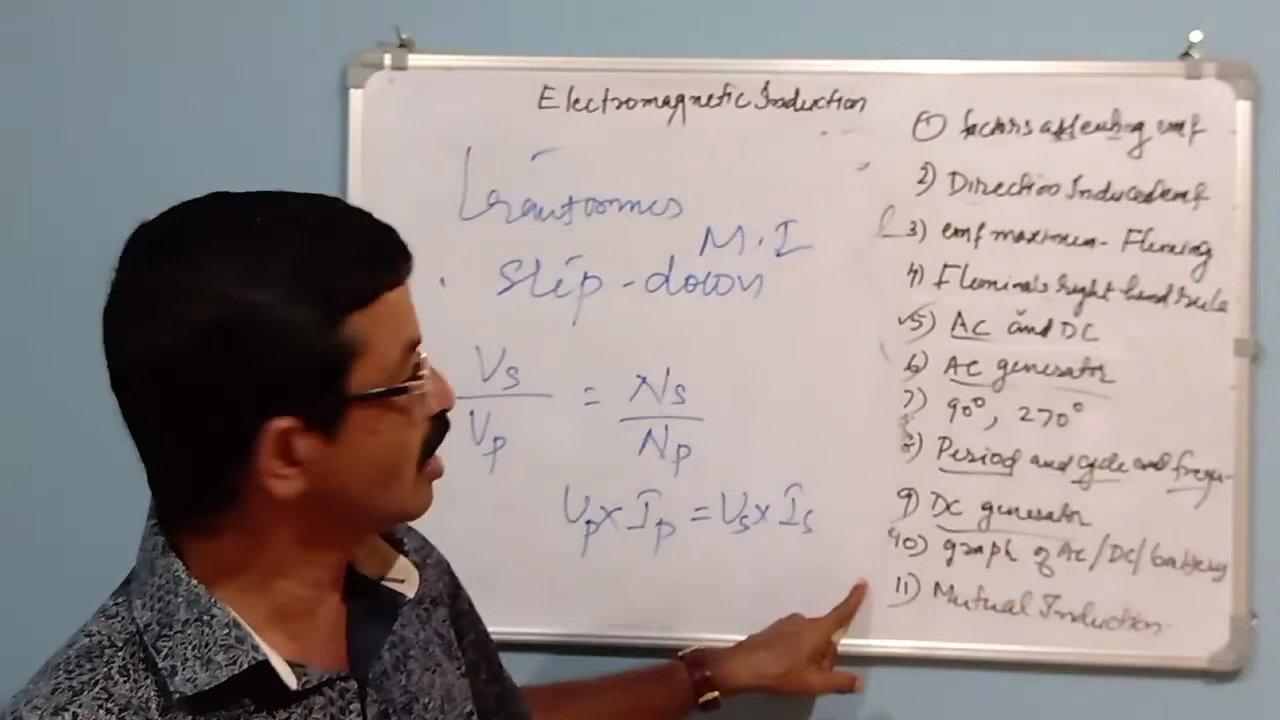 Electromagnetic Induction
M.I
Step-down
Vs/Vp = Ns/Np
Vp x Ip = Vs x Is
1) factors affecting emf
2) Direction Induced emf
3) emf maximum - Fleming
4) Fleming's right hand rule
5) AC and DC
6) AC generator
7) 90°, 270°
8) Period and cycle and frequ-
9) DC generator
10) graph of AC/DC/battery
11) Mutual Induction.